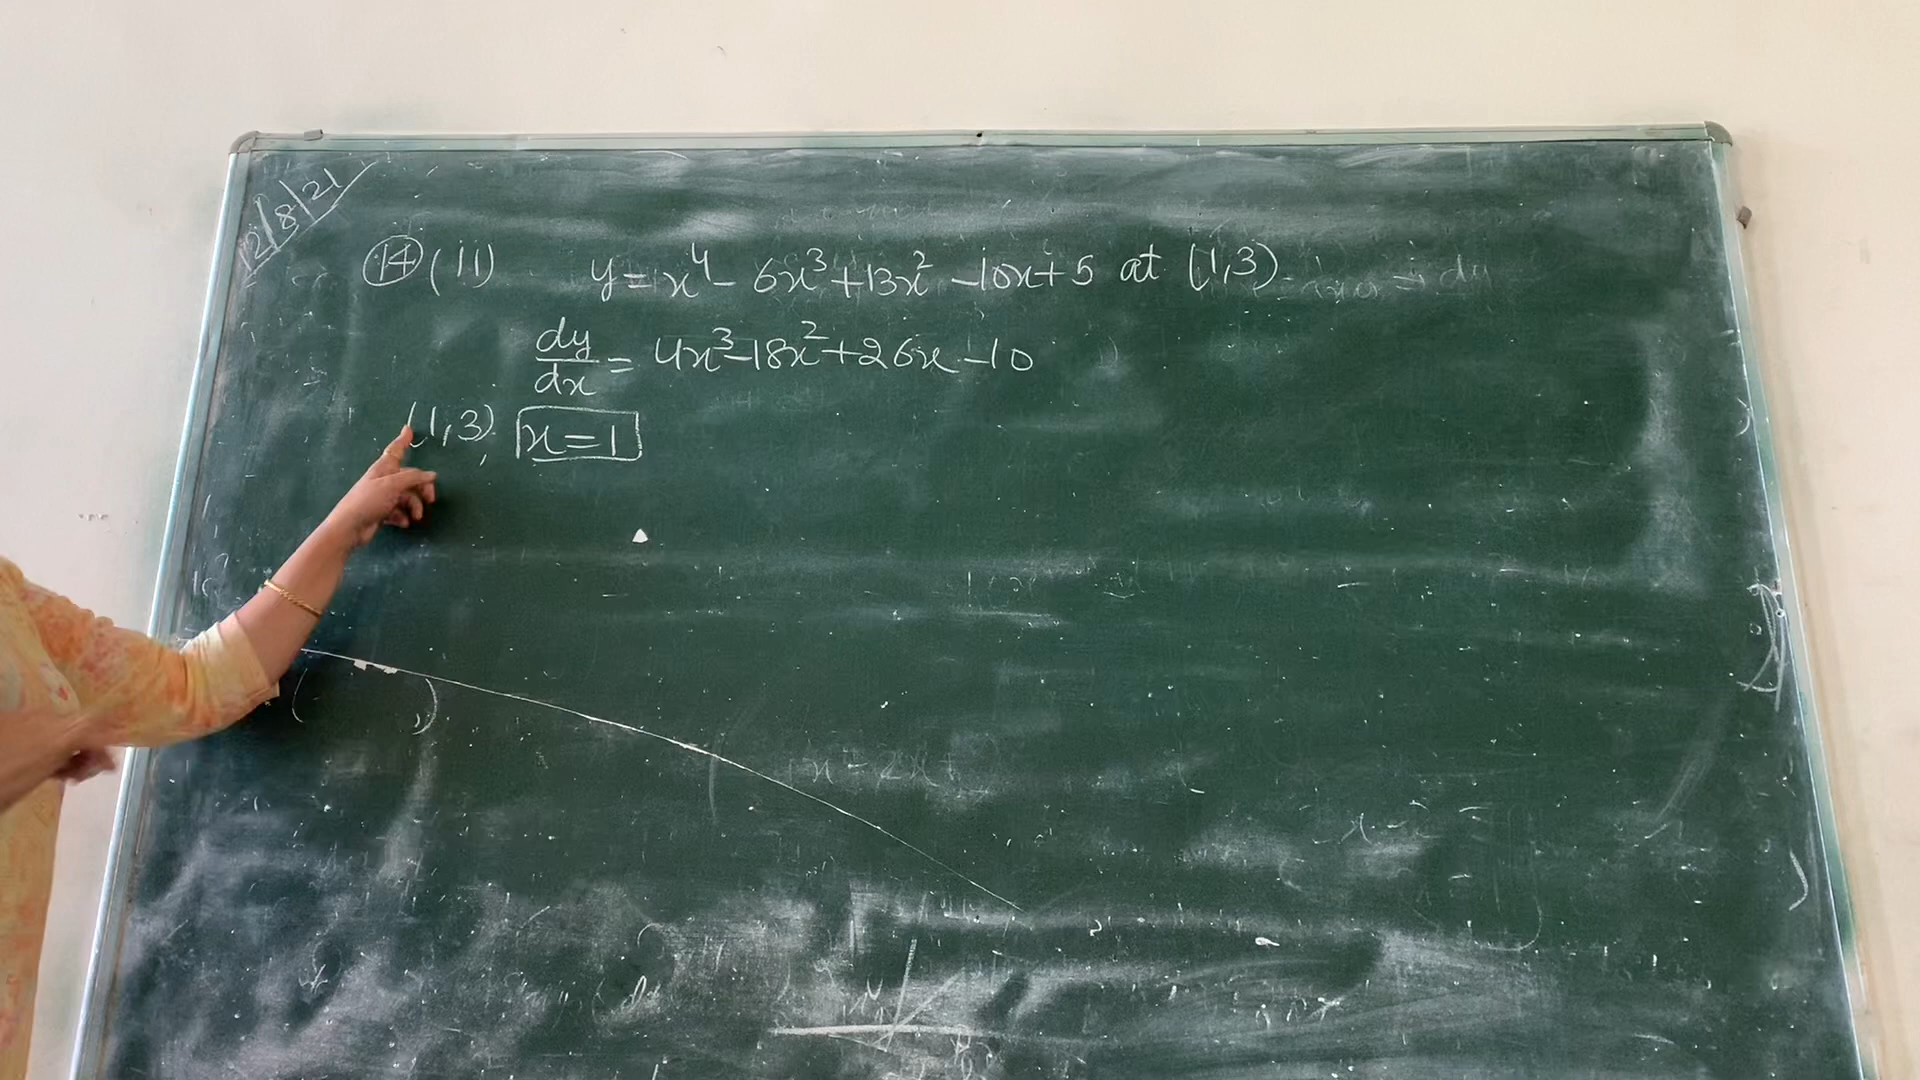 12/8/21
14 (ii) y = x⁴ - 6x³ + 13x² - 10x + 5 at (1,3)
dy/dx = 4x³ - 18x² + 26x - 10
(1,3), x = 1